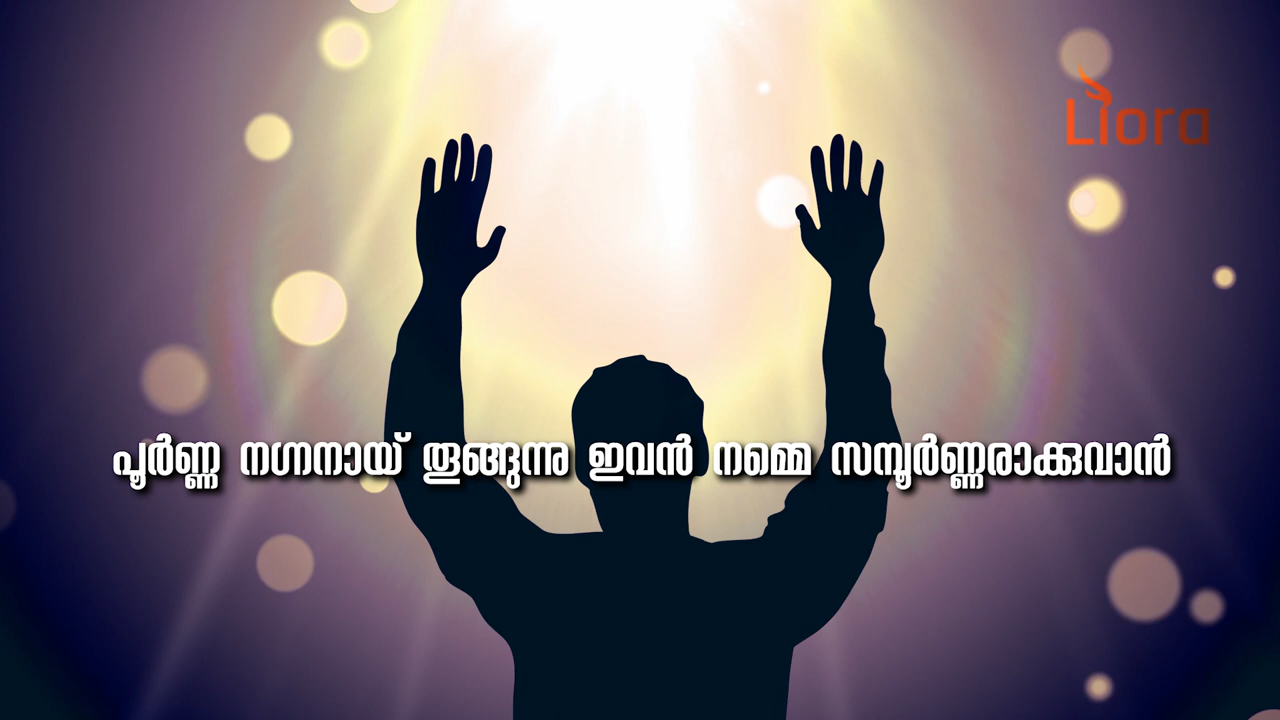 Liora
പൂർണ്ണ നഗ്നനായ് തൂങ്ങുന്നു ഇവൻ നമ്മെ സമ്പൂർണ്ണരാക്കുവാൻ